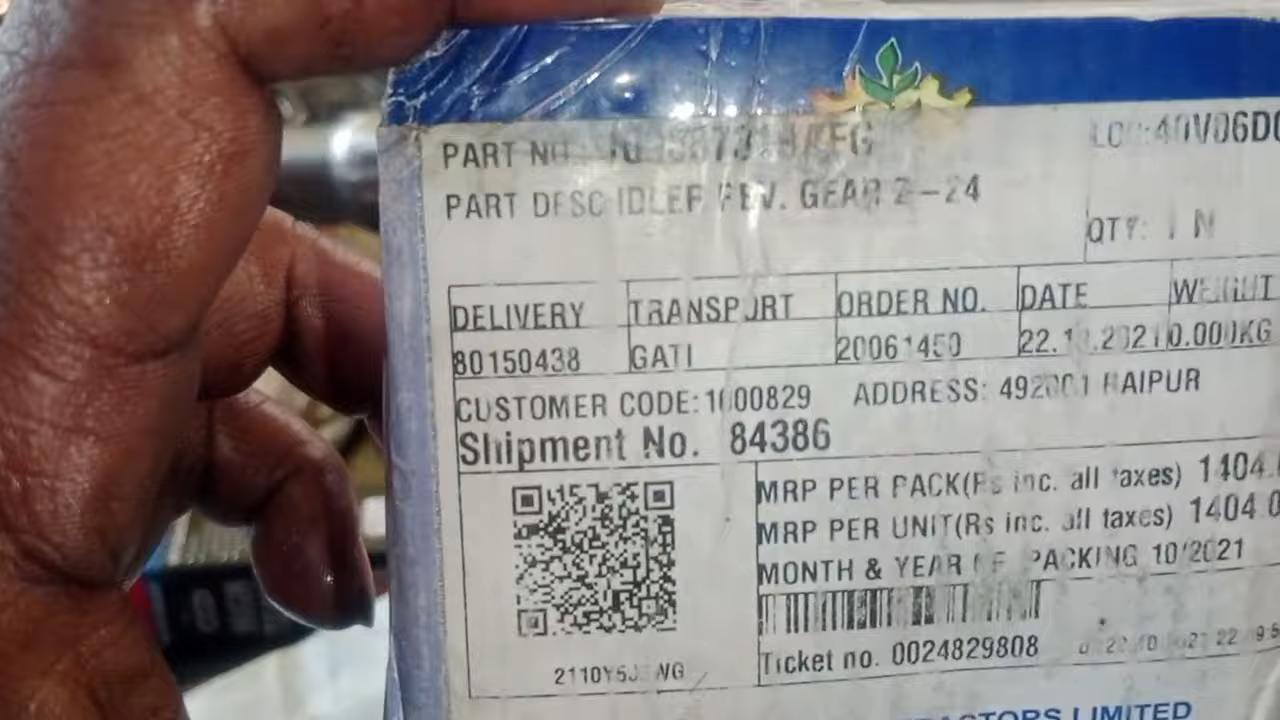 PART NO
LOC:40V06D
PART DESC IDLER REV. GEAR Z-24
QTY: 1 N
DELIVERY TRANSPORT ORDER NO. DATE WEIGHT
80150438 GATI 20061450 22.10.2021 0.000KG
CUSTOMER CODE: 1000829 ADDRESS: 492001 RAIPUR
Shipment No. 84386
MRP PER PACK(Rs inc. all taxes) 1404.
MRP PER UNIT(Rs inc. all taxes) 1404.0
MONTH & YEAR OF PACKING 10/2021
Ticket no. 0024829808
LIMITED